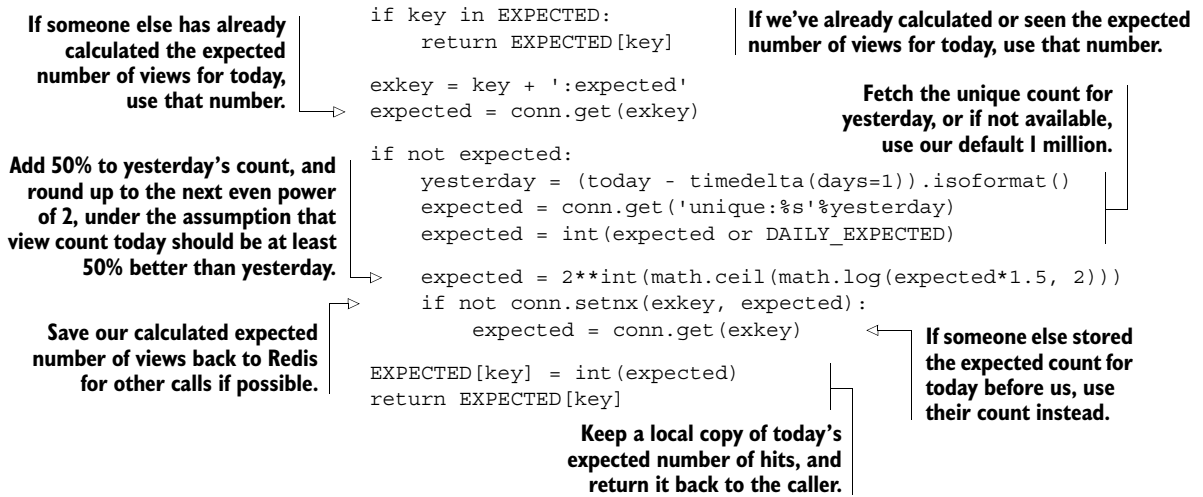 if key in EXPECTED:
    return EXPECTED[key]
If we've already calculated or seen the expected
number of views for today, use that number.
If someone else has already
calculated the expected
number of views for today,
use that number.
exkey = key + ':expected'
expected = conn.get(exkey)
Fetch the unique count for
yesterday, or if not available,
use our default 1 million.
if not expected:
    yesterday = (today - timedelta(days=1)).isoformat()
    expected = conn.get('unique:%s'%yesterday)
    expected = int(expected or DAILY_EXPECTED)
Add 50% to yesterday's count, and
round up to the next even power
of 2, under the assumption that
view count today should be at least
50% better than yesterday.
    expected = 2**int(math.ceil(math.log(expected*1.5, 2)))
    if not conn.setnx(exkey, expected):
        expected = conn.get(exkey)
Save our calculated expected
number of views back to Redis
for other calls if possible.
If someone else stored
the expected count for
today before us, use
their count instead.
EXPECTED[key] = int(expected)
return EXPECTED[key]
Keep a local copy of today's
expected number of hits, and
return it back to the caller.